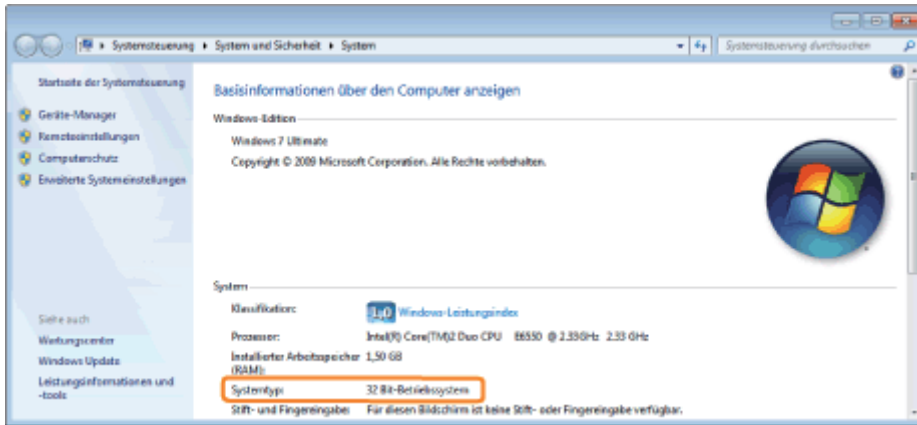 Systemsteuerung ▸ System und Sicherheit ▸ System
Systemsteuerung durchsuchen
Startseite der Systemsteuerung
Geräte-Manager
Remoteeinstellungen
Computerschutz
Erweiterte Systemeinstellungen
Siehe auch
Wartungscenter
Windows Update
Leistungsinformationen und
-tools
Basisinformationen über den Computer anzeigen
Windows-Edition
Windows 7 Ultimate
Copyright © 2009 Microsoft Corporation. Alle Rechte vorbehalten.
System
Klassifikation: 1,0 Windows-Leistungsindex
Prozessor: Intel(R) Core(TM)2 Duo CPU E6550 @ 2.33GHz 2.33 GHz
Installierter Arbeitsspeicher 1,50 GB
(RAM):
Systemtyp: 32 Bit-Betriebssystem
Stift- und Fingereingabe: Für diesen Bildschirm ist keine Stift- oder Fingereingabe verfügbar.